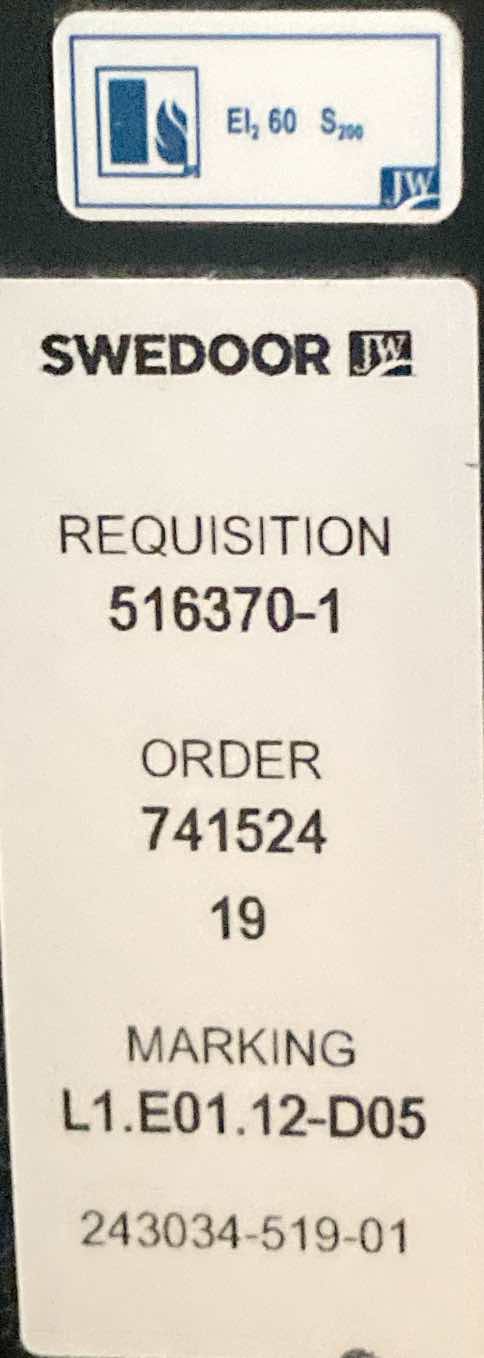 EI₂ 60 S₂₀₀
JW
SWEDOOR JW
REQUISITION
516370-1
ORDER
741524
19
MARKING
L1.E01.12-D05
243034-519-01